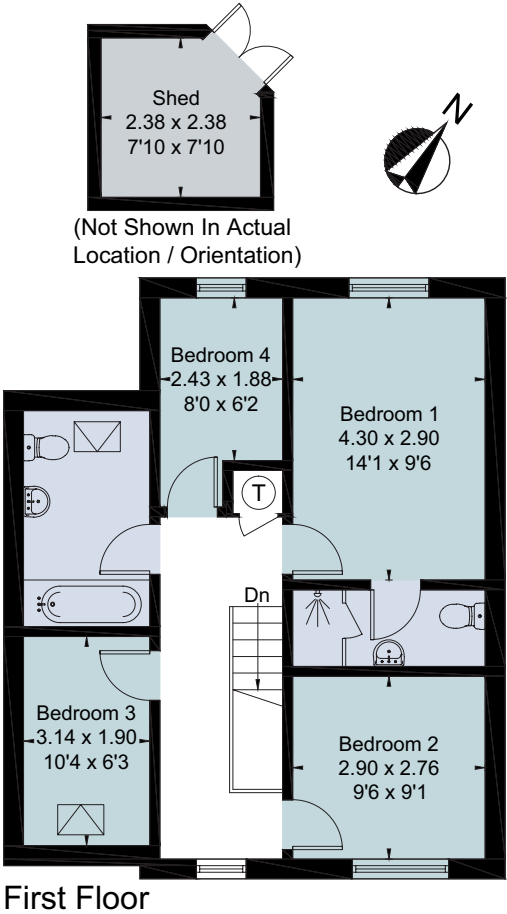 Shed
2.38 x 2.38
7'10 x 7'10
N
(Not Shown In Actual
Location / Orientation)
Bedroom 4
2.43 x 1.88
8'0 x 6'2
Bedroom 1
4.30 x 2.90
14'1 x 9'6
T
Dn
Bedroom 3
3.14 x 1.90
10'4 x 6'3
Bedroom 2
2.90 x 2.76
9'6 x 9'1
First Floor